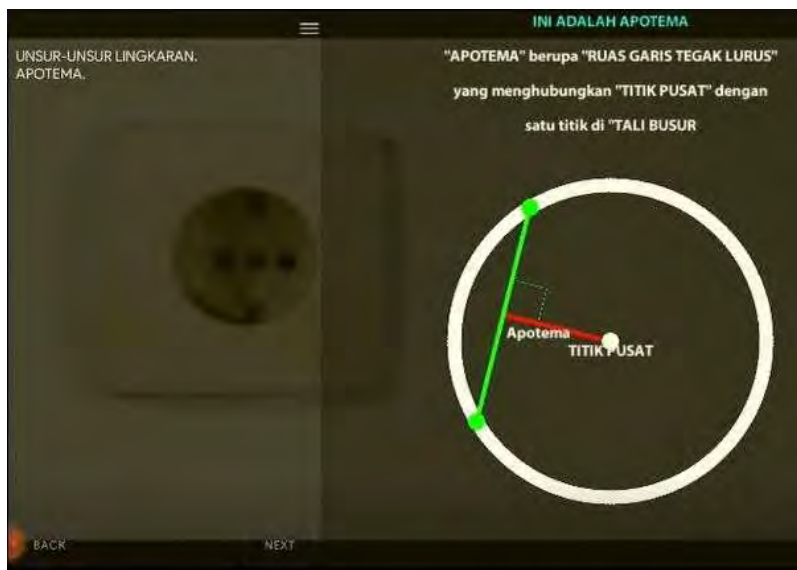 UNSUR-UNSUR LINGKARAN.
APOTEMA.
INI ADALAH APOTEMA
"APOTEMA" berupa "RUAS GARIS TEGAK LURUS"
yang menghubungkan "TITIK PUSAT" dengan
satu titik di "TALI BUSUR
Apotema
TITIK PUSAT
BACK
NEXT